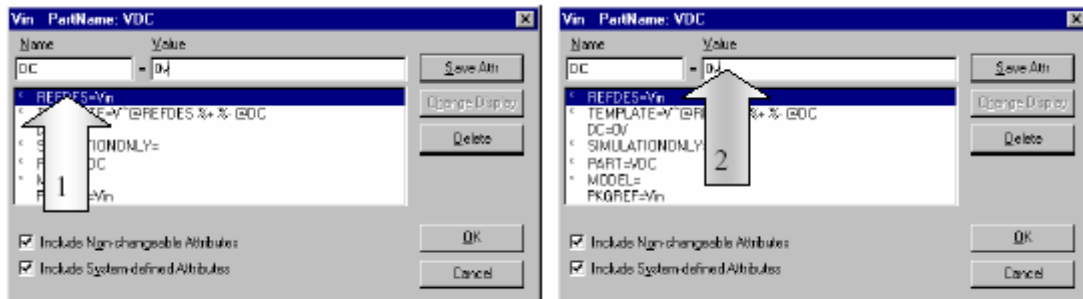 Vin PartName: VDC
Name Value
DC = 0v
Save Attr
* REFDES=Vin
Change Display
1
Delete
* SIMULATIONONLY=
Include Non-changeable Attributes
Include System-defined Attributes
OK
Cancel
Vin PartName: VDC
Name Value
DC = 0v
Save Attr
* REFDES=Vin
* TEMPLATE=V^@REFDES %+ %- @DC
DC=0V
* SIMULATIONONLY=
* PART=VDC
* MODEL=
PKGREF=Vin
Change Display
2
Delete
Include Non-changeable Attributes
Include System-defined Attributes
OK
Cancel